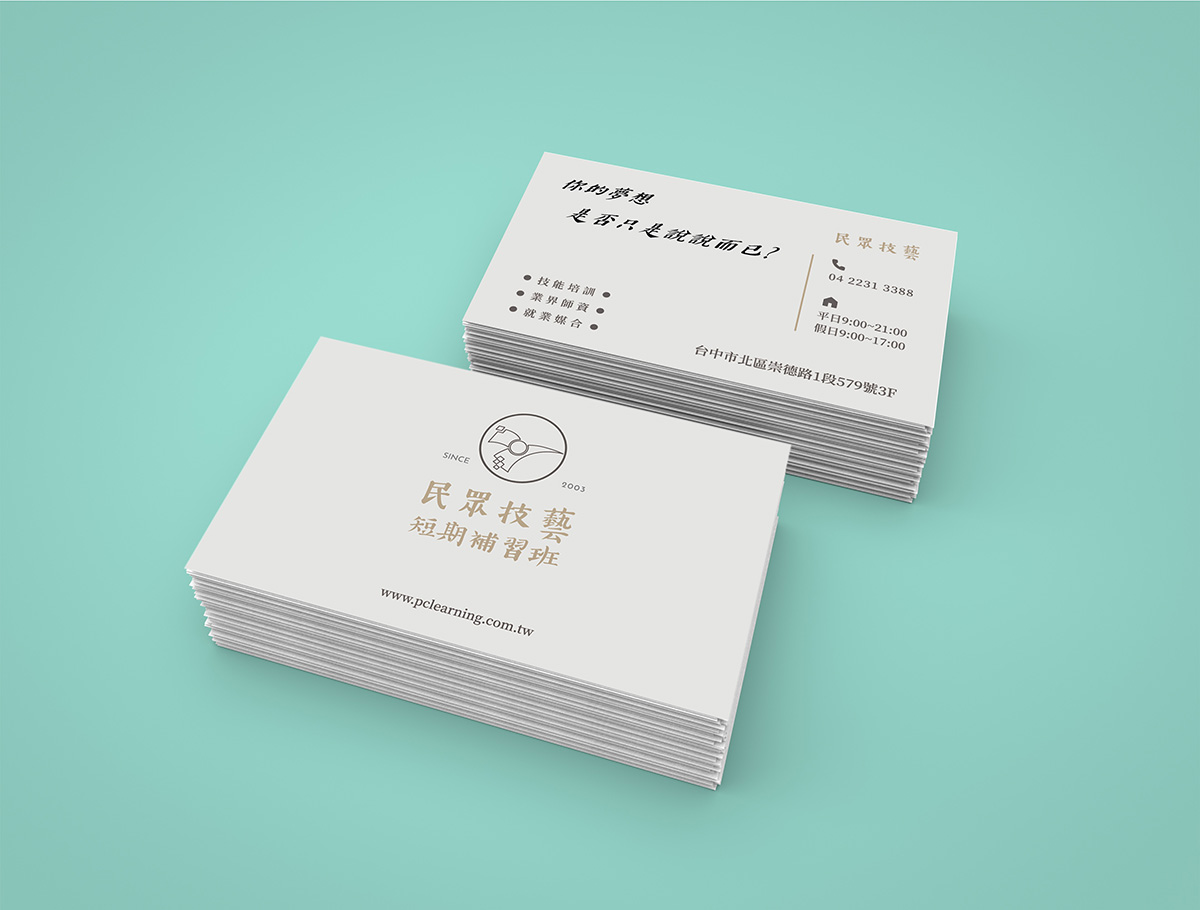 你的夢想
是否只是說說而已?
● 技能培訓 ●
● 業界師資 ●
● 就業媒合 ●
民眾技藝
04 2231 3388
平日9:00~21:00
假日9:00~17:00
台中市北區崇德路1段579號3F
SINCE
2003
民眾技藝
短期補習班
www.pclearning.com.tw